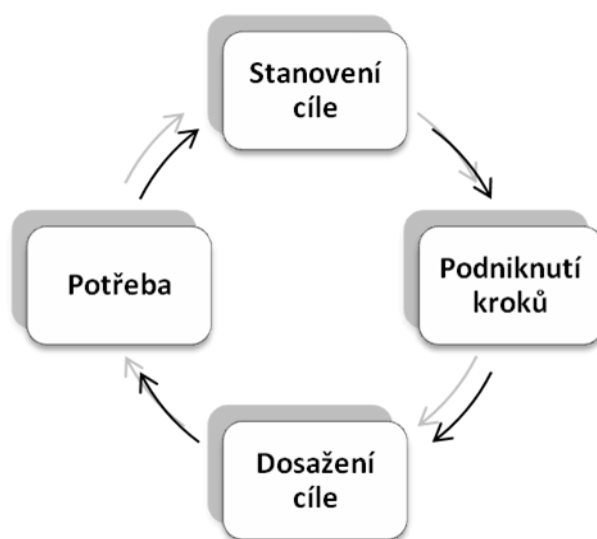 Stanovení
cíle
Podniknutí
kroků
Dosažení
cíle
Potřeba